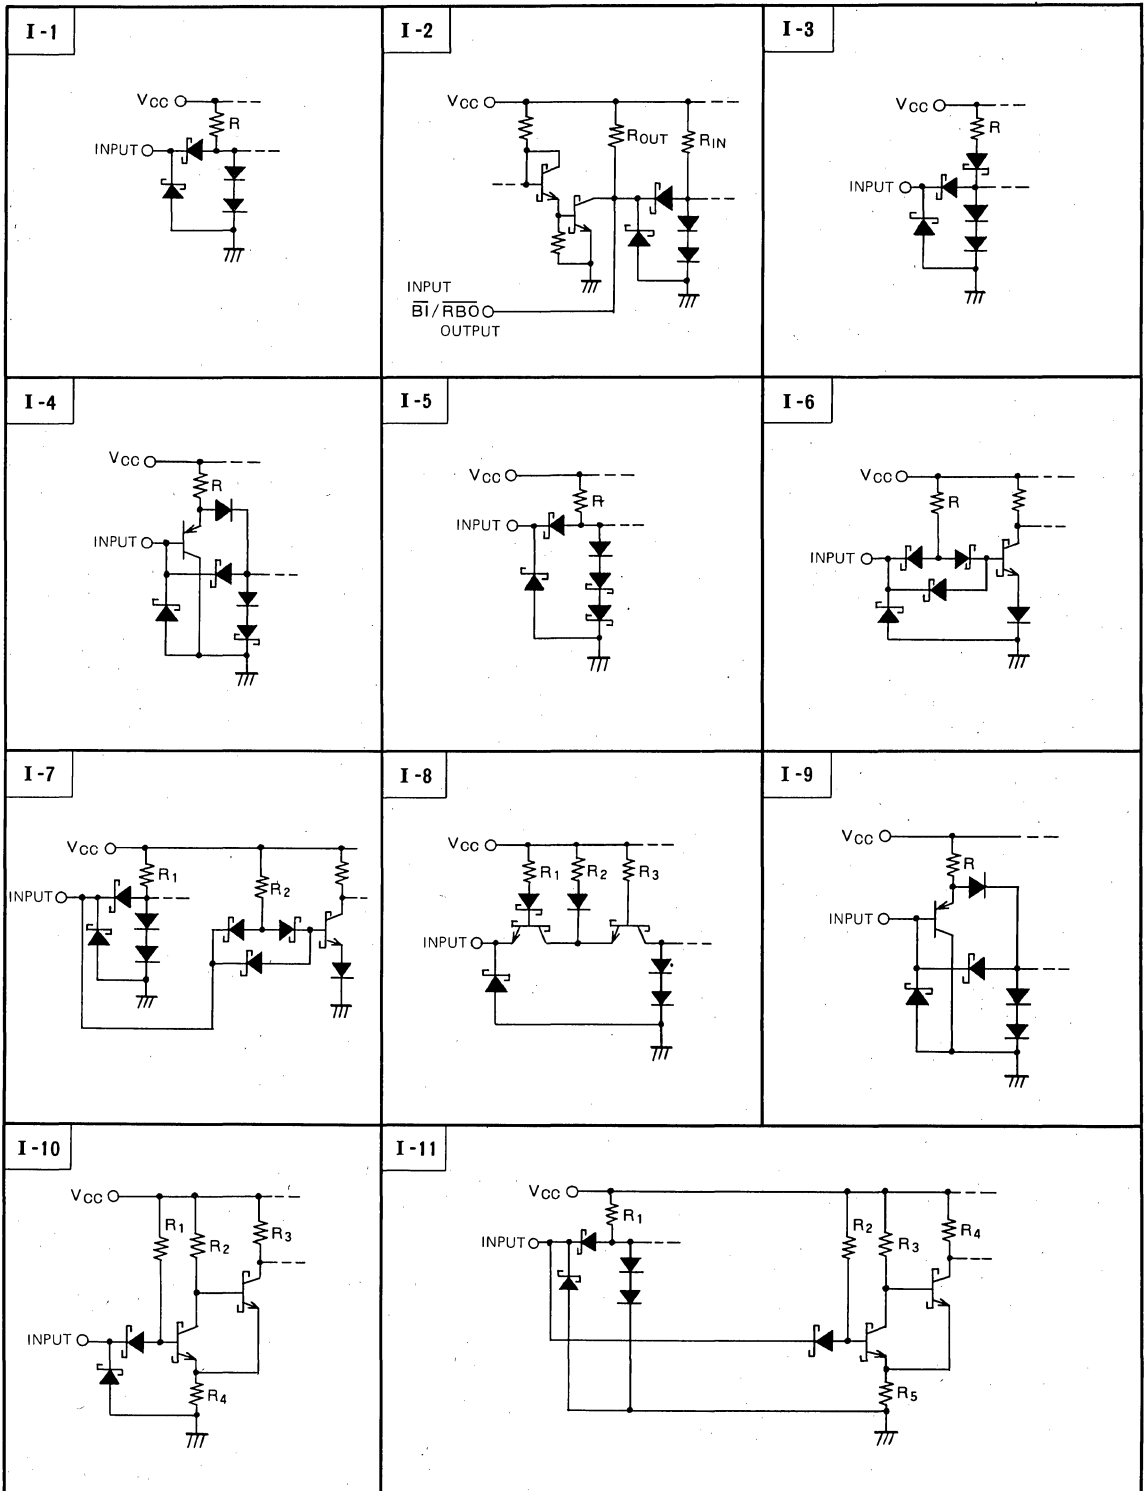 I-1
VCC
R
INPUT
I-2
VCC
ROUT
RIN
INPUT
BI/RBO
OUTPUT
I-3
VCC
R
INPUT
I-4
VCC
R
INPUT
I-5
VCC
R
INPUT
I-6
VCC
R
INPUT
I-7
VCC
R1
INPUT
R2
I-8
VCC
R1
R2
R3
INPUT
I-9
VCC
R
INPUT
I-10
VCC
R1
R2
R3
INPUT
R4
I-11
VCC
R1
R2
R3
R4
INPUT
R5